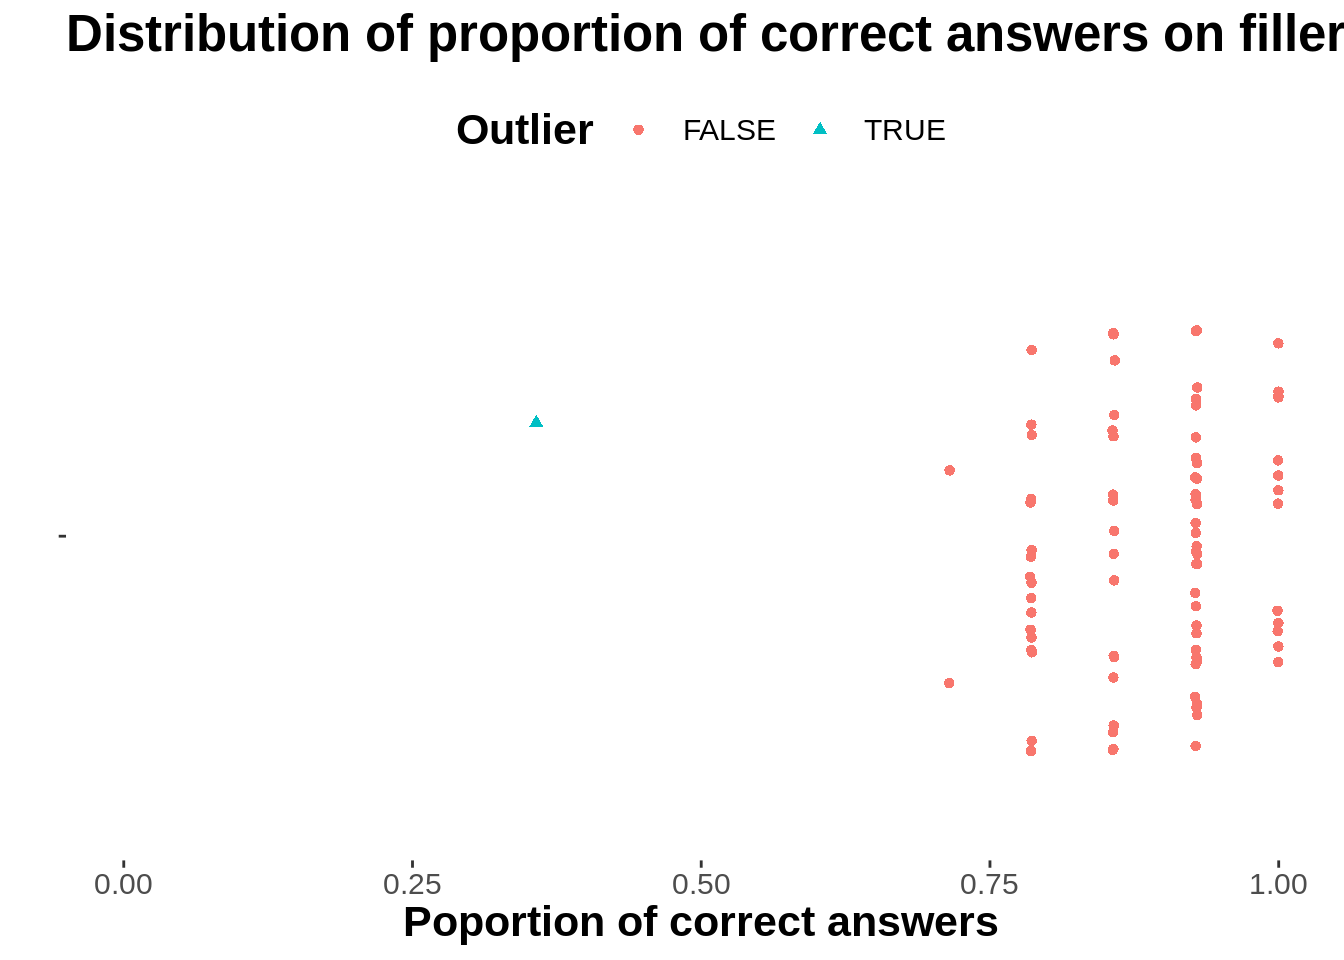 Distribution of proportion of correct answers on filler
Outlier FALSE TRUE
-
0.00 0.25 0.50 0.75 1.00
Poportion of correct answers